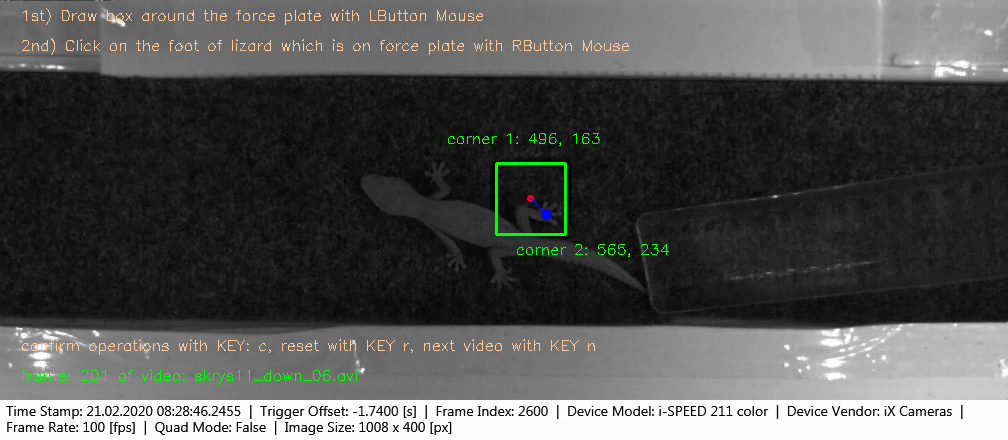 1st) Draw box around the force plate with LButton Mouse
2nd) Click on the foot of lizard which is on force plate with RButton Mouse
corner 1: 496, 163
corner 2: 565, 234
confirm operations with KEY: c, reset with KEY r, next video with KEY n
frame: 201 of video: skrys11_down_06.avi
Time Stamp: 21.02.2020 08:28:46.2455 | Trigger Offset: -1.7400 [s] | Frame Index: 2600 | Device Model: i-SPEED 211 color | Device Vendor: iX Cameras |
Frame Rate: 100 [fps] | Quad Mode: False | Image Size: 1008 x 400 [px]